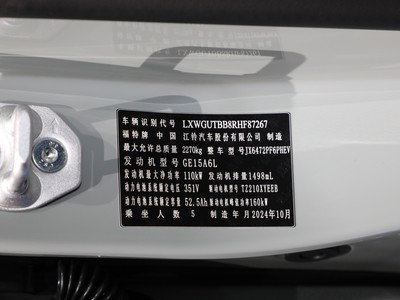 车辆识别代号 LXWGUTBB8RHF87267
福特牌 中国 江铃汽车股份有限公司 制造
最大允许总质量 2270kg 整车型号 JX6472PF6PHEV
发动机型号 GE15A6L
发动机最大净功率 110kW 发动机排量 1498mL
动力电池系统额定电压 351V 驱动电机型号 TZ210XYEEB
动力电池系统额定容量 52.5Ah 驱动电机峰值功率 160kW
乘坐人数 5 制造年月 2024年10月